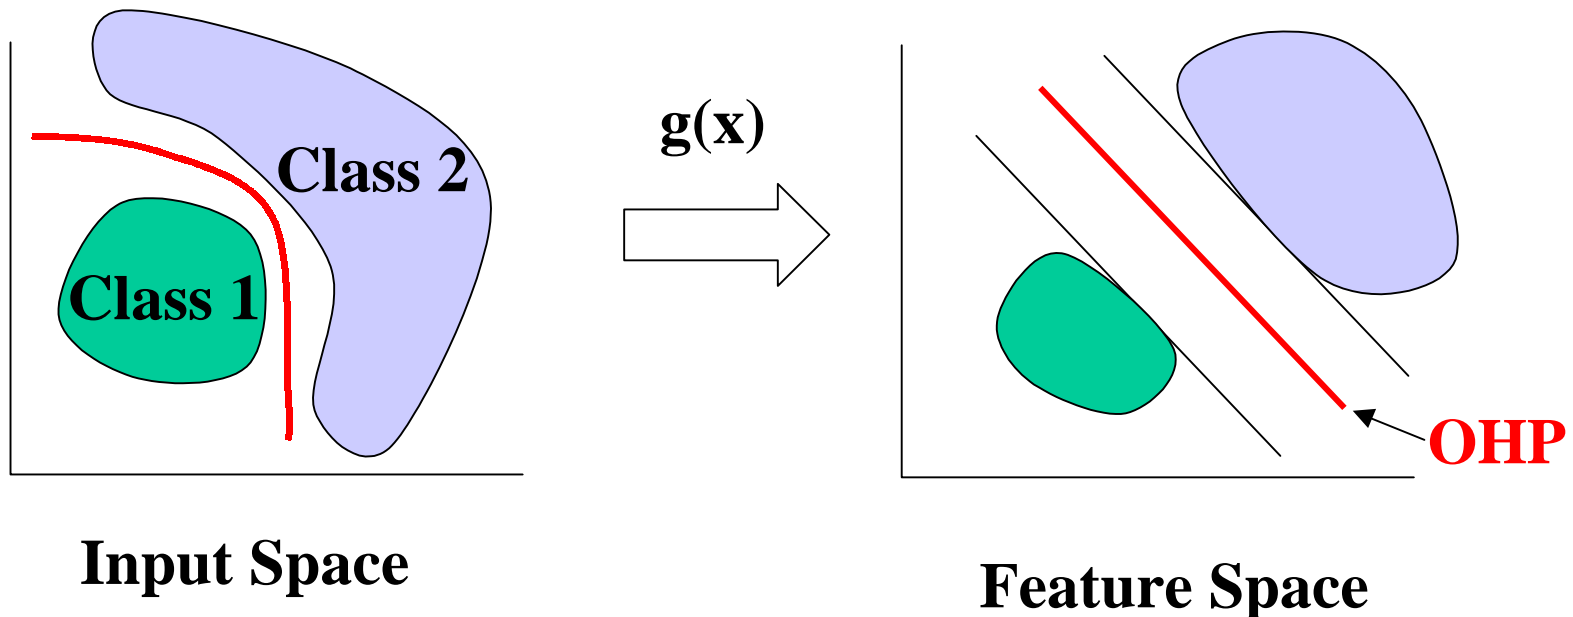 Class 2
Class 1
Input Space
g(x)
OHP
Feature Space